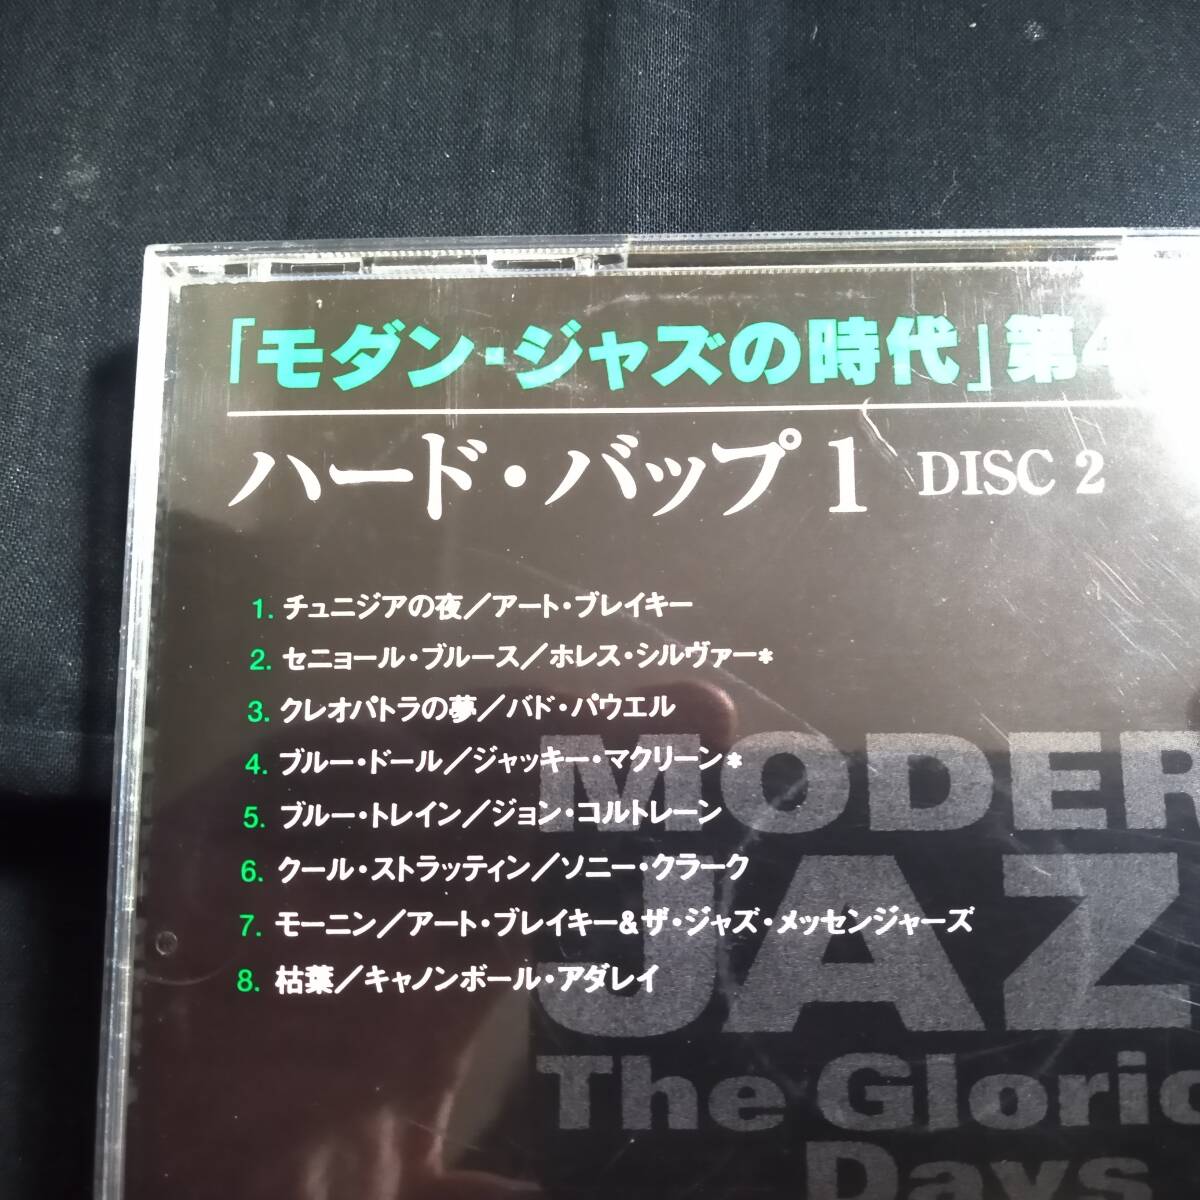 「モダン・ジャズの時代」第4
ハード・バップ 1 DISC 2
1. チュニジアの夜／アート・ブレイキー
2. セニョール・ブルース／ホレス・シルヴァー*
3. クレオパトラの夢／バド・パウエル
4. ブルー・ドール／ジャッキー・マクリーン*
5. ブルー・トレイン／ジョン・コルトレーン
6. クール・ストラッティン／ソニー・クラーク
7. モーニン／アート・ブレイキー&ザ・ジャズ・メッセンジャーズ
8. 枯葉／キャノンボール・アダレイ
MODER
JAZ
The Glorio
Days